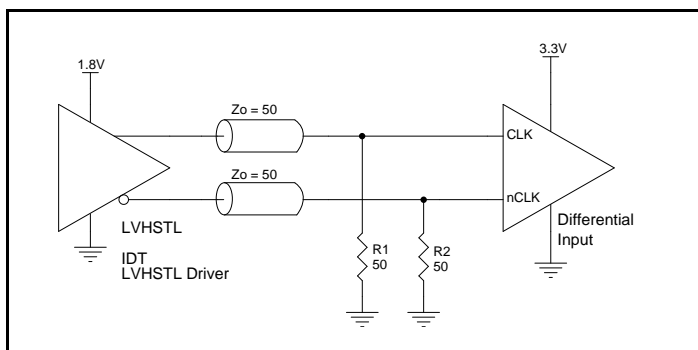 1.8V
3.3V
Zo = 50
Zo = 50
CLK
nCLK
LVHSTL
IDT
LVHSTL Driver
R1
50
R2
50
Differential
Input